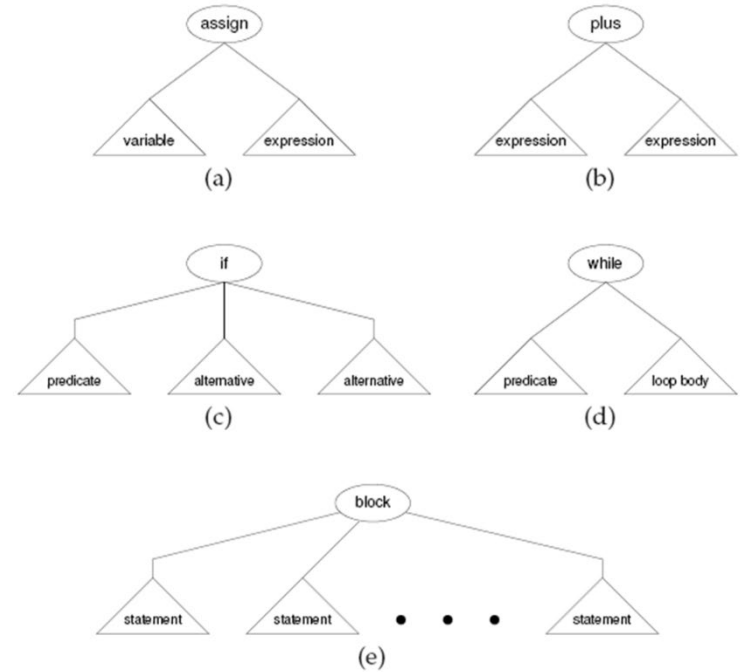 assign
plus
variable
expression
expression
expression
(a)
(b)
if
while
predicate
alternative
alternative
predicate
loop body
(c)
(d)
block
statement
statement
statement
(e)